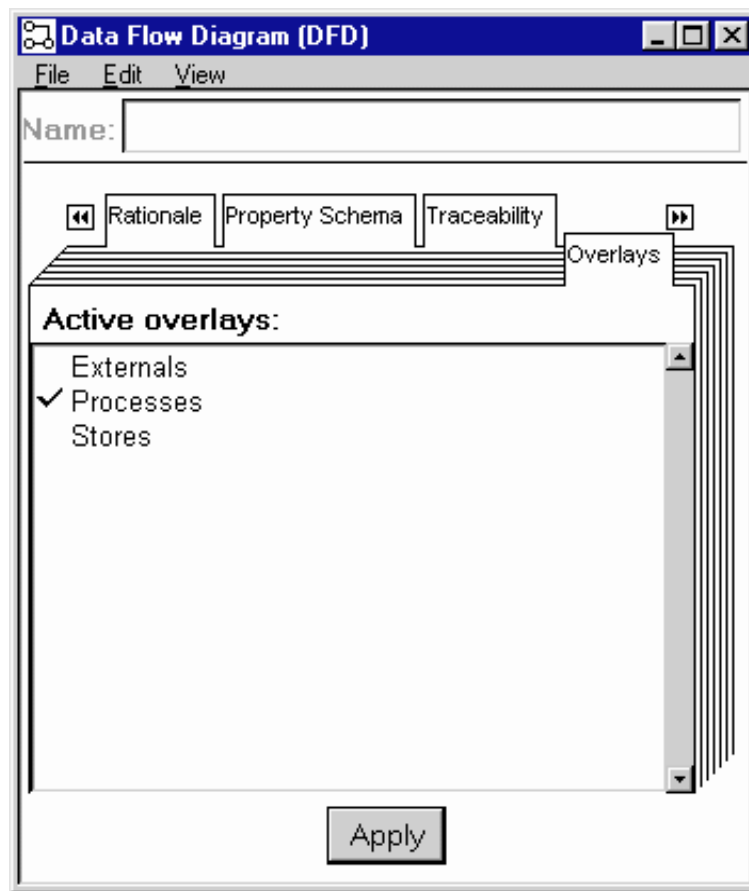 Data Flow Diagram (DFD)
File Edit View
Name:
Rationale Property Schema Traceability
Overlays
Active overlays:
Externals
Processes
Stores
Apply